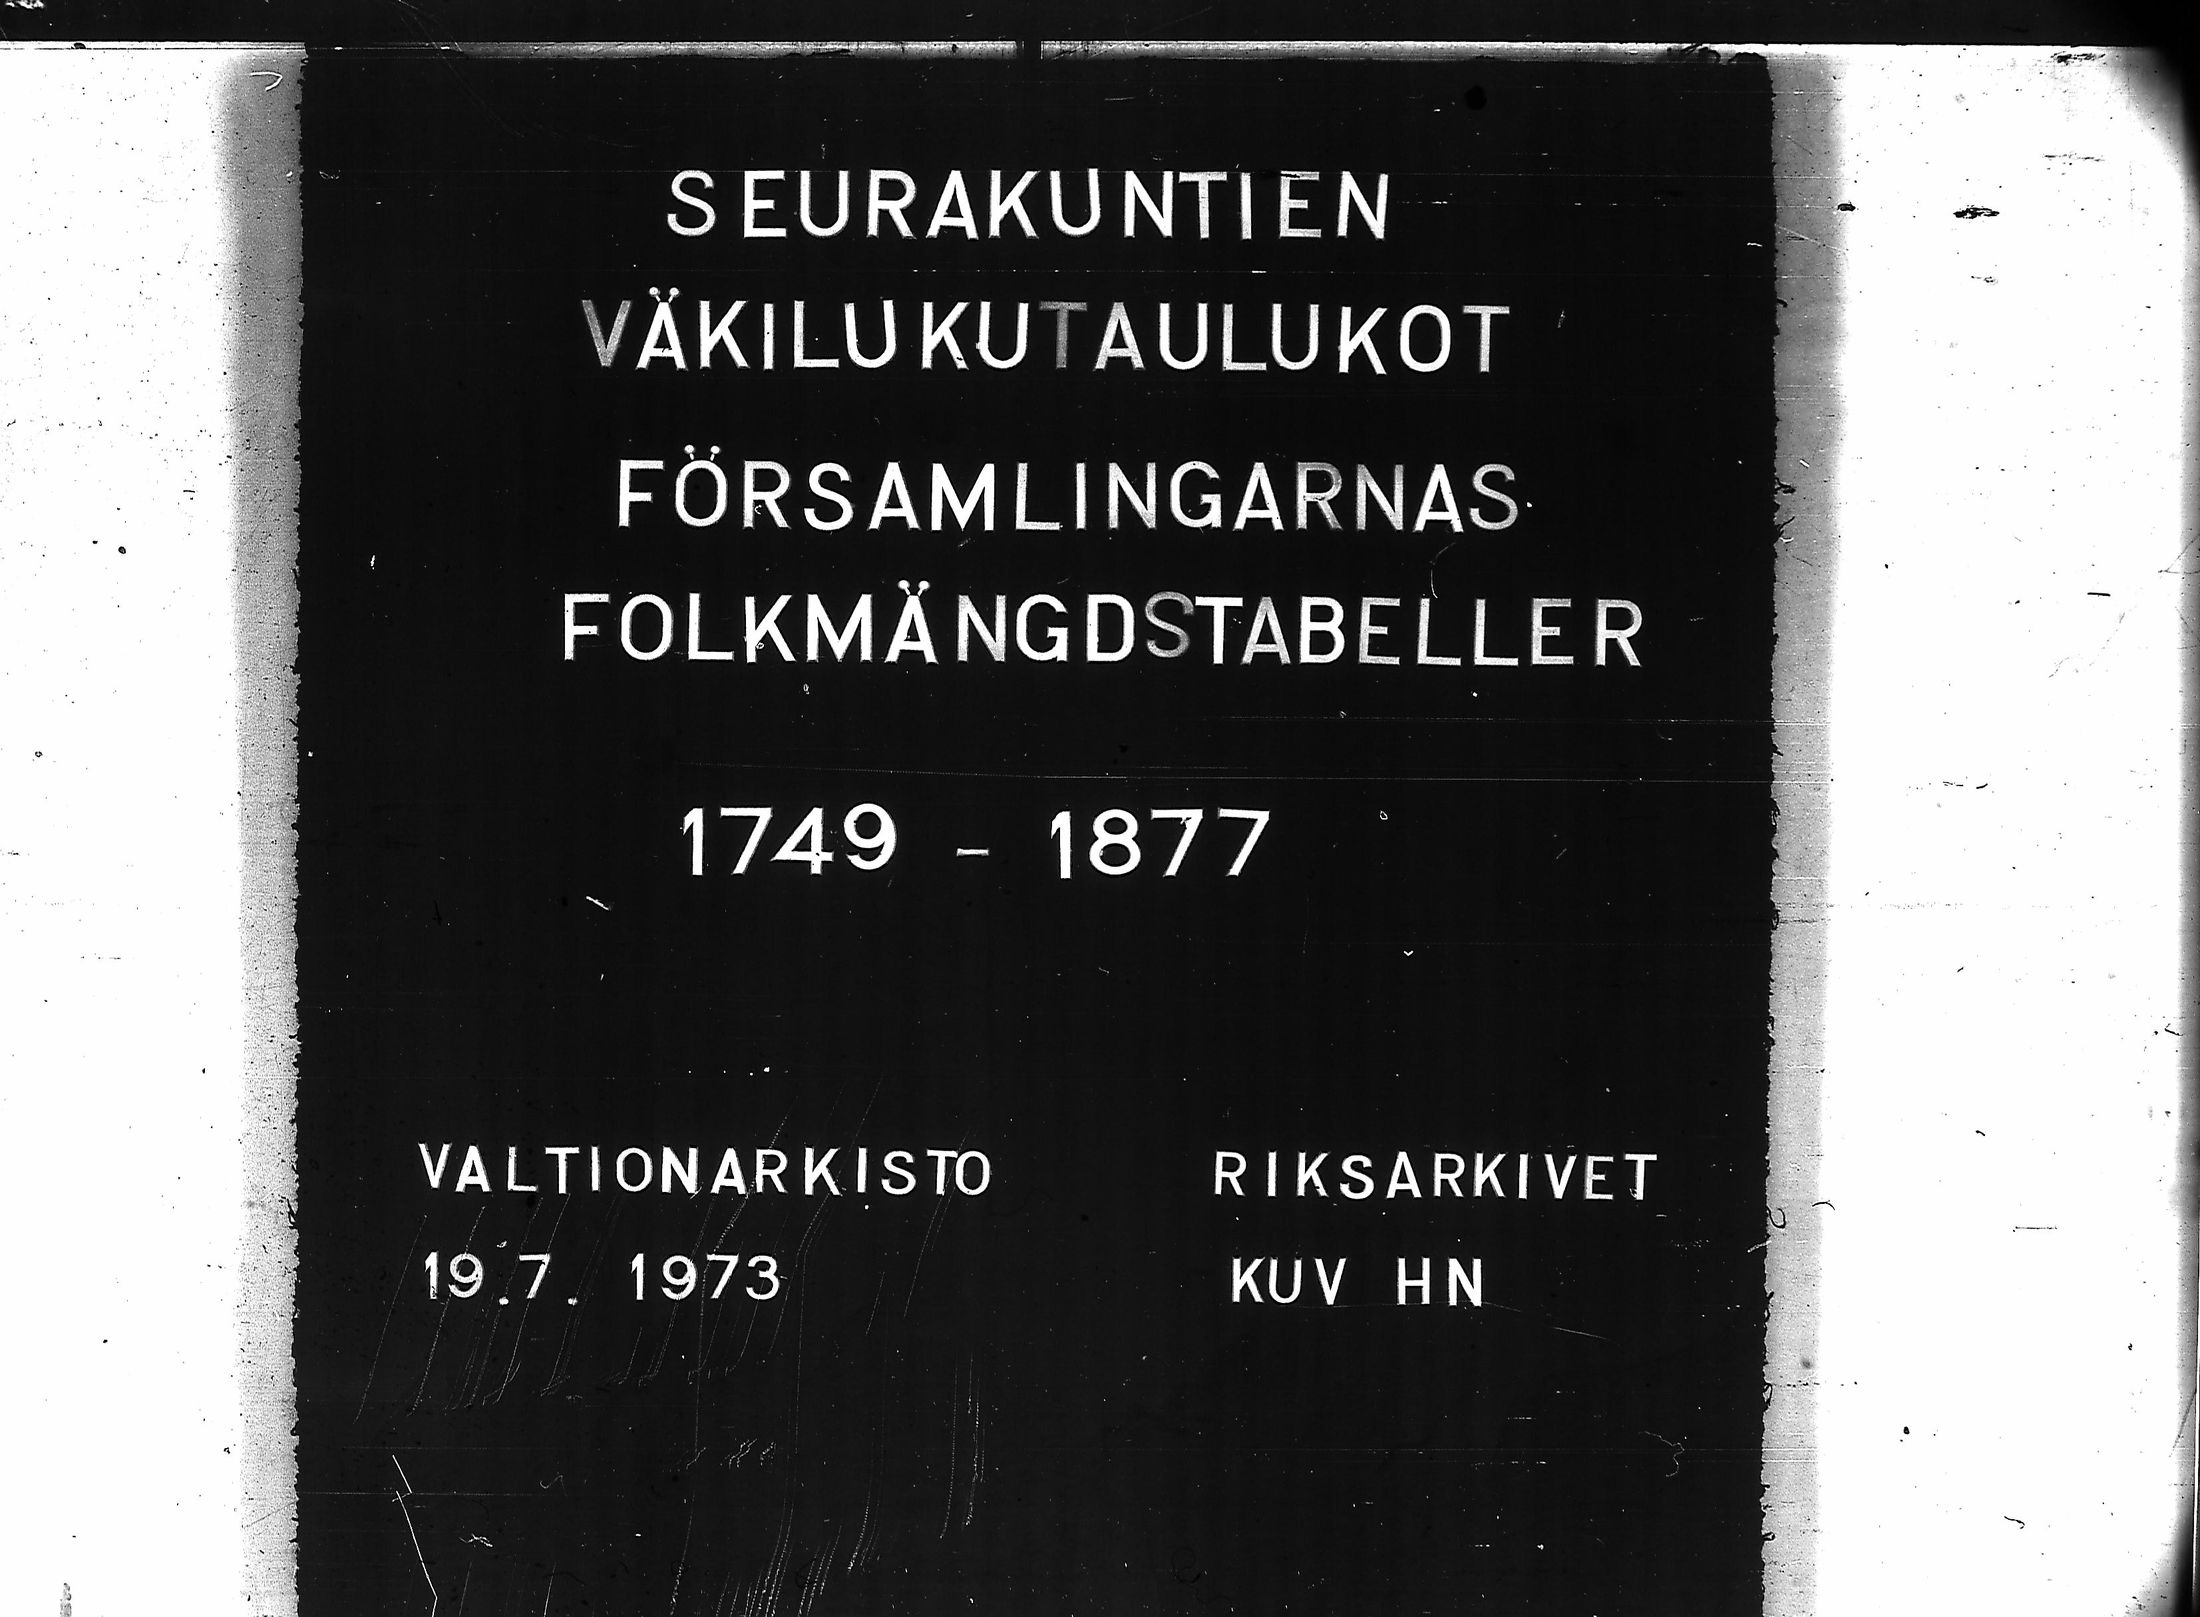 SEURAKUNTIEN
VÄKILUKUTAULUKOT
FÖRSAMLINGARNAS
FOLKMÄNGDSTABELLER
1749 - 1877
VALTIONARKISTO
19.7. 1973
RIKSARKIVET
KUV HN